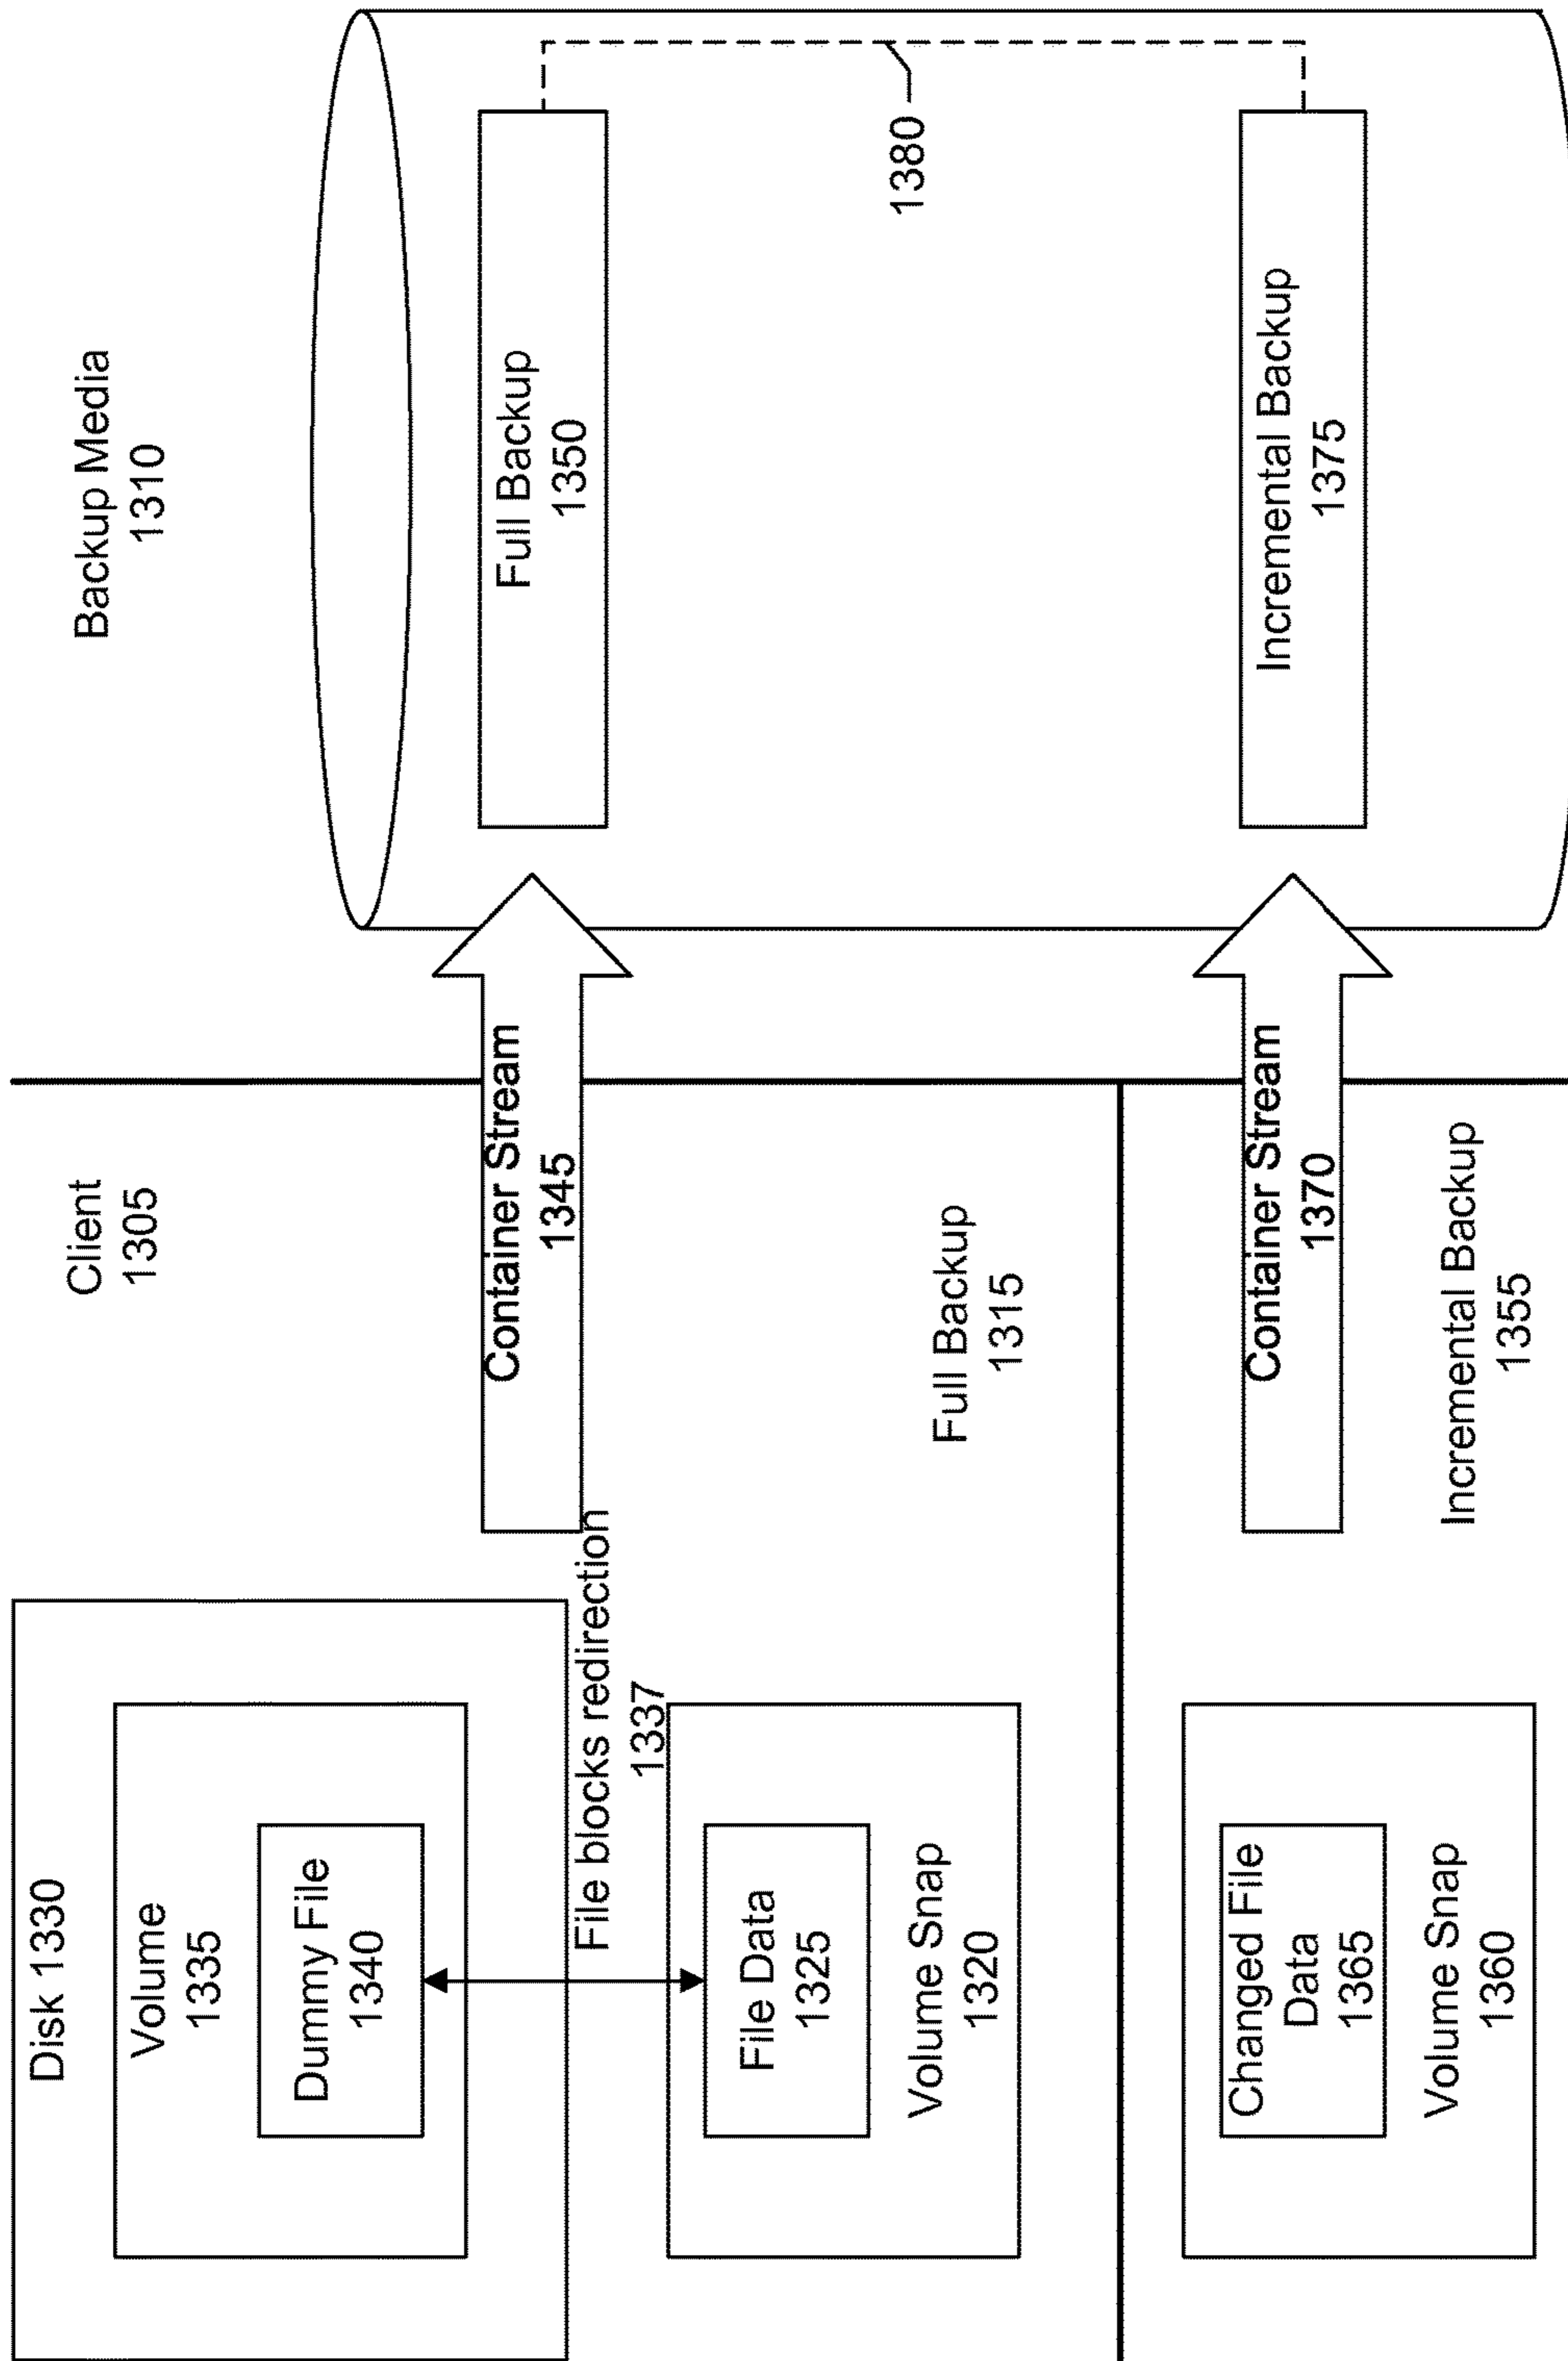 Disk 1330
Volume
1335
Dummy File
1340
File blocks redirection
1337
File Data
1325
Volume Snap
1320
Client
1305
Container Stream
1345
Full Backup
1315
Changed File
Data
1365
Volume Snap
1360
Container Stream
1370
Incremental Backup
1355
Backup Media
1310
Full Backup
1350
1380
Incremental Backup
1375